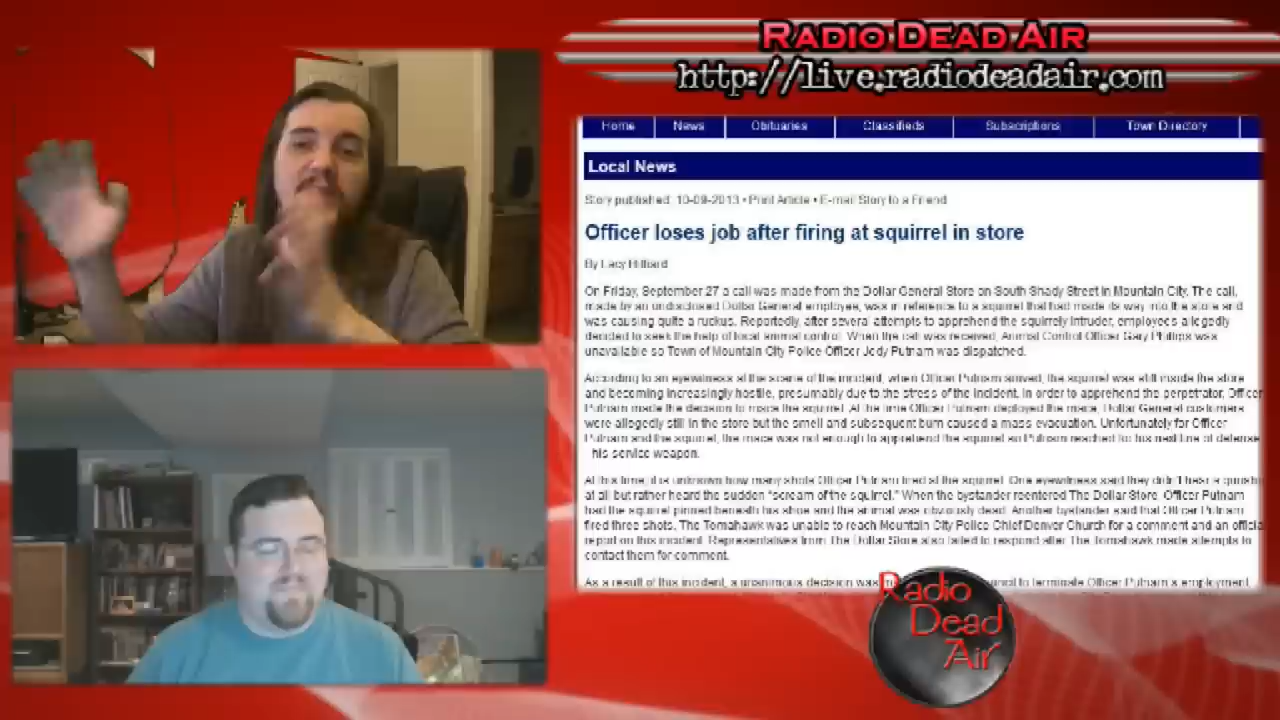 RADIO DEAD AIR
http://live.radiodeadair.com
Home News Obituaries Classifieds Subscriptions Town Directory
Local News
Story published: 10-09-2013 • Print Article • E-mail Story to a Friend
Officer loses job after firing at squirrel in store
By Lacy Hilliard
On Friday, September 27 a call was made from the Dollar General Store on South Shady Street in Mountain City. The call,
made by an undisclosed Dollar General employee, was in reference to a squirrel that had made its way into the store and
was causing quite a ruckus. Reportedly, after several attempts to apprehend the squirrely intruder, employees allegedly
decided to seek the help of local animal control. When the call was received, Animal Control Officer Gary Phillips was
unavailable so Town of Mountain City Police Officer Jody Putnam was dispatched.
According to an eyewitness at the scene of the incident, when Officer Putnam arrived, the squirrel was still inside the store
and becoming increasingly hostile, presumably due to the stress of the incident. In order to apprehend the perpetrator, Officer
Putnam made the decision to mace the squirrel. At the time Officer Putnam deployed the mace, Dollar General customers
were allegedly still in the store but the smell and subsequent burn caused a mass evacuation. Unfortunately for Officer
Putnam and the squirrel, the mace was not enough to apprehend the squirrel so Putnam reached for his next line of defense
his service weapon.
At this time, it is unknown how many shots Officer Putnam fired at the squirrel. One eyewitness said they didn't hear a gunshot
at all but rather heard the sudden "scream of the squirrel." When the bystander reentered The Dollar Store, Officer Putnam
had the squirrel pinned beneath his shoe and the animal was obviously dead. Another bystander said that Officer Putnam
fired three shots. The Tomahawk was unable to reach Mountain City Police Chief Denver Church for a comment and an official
report on this incident. Representatives from The Dollar Store also failed to respond after The Tomahawk made attempts to
contact them for comment.
As a result of this incident, a unanimous decision was to terminate Officer Putnam's employment.
Radio
Dead
Air